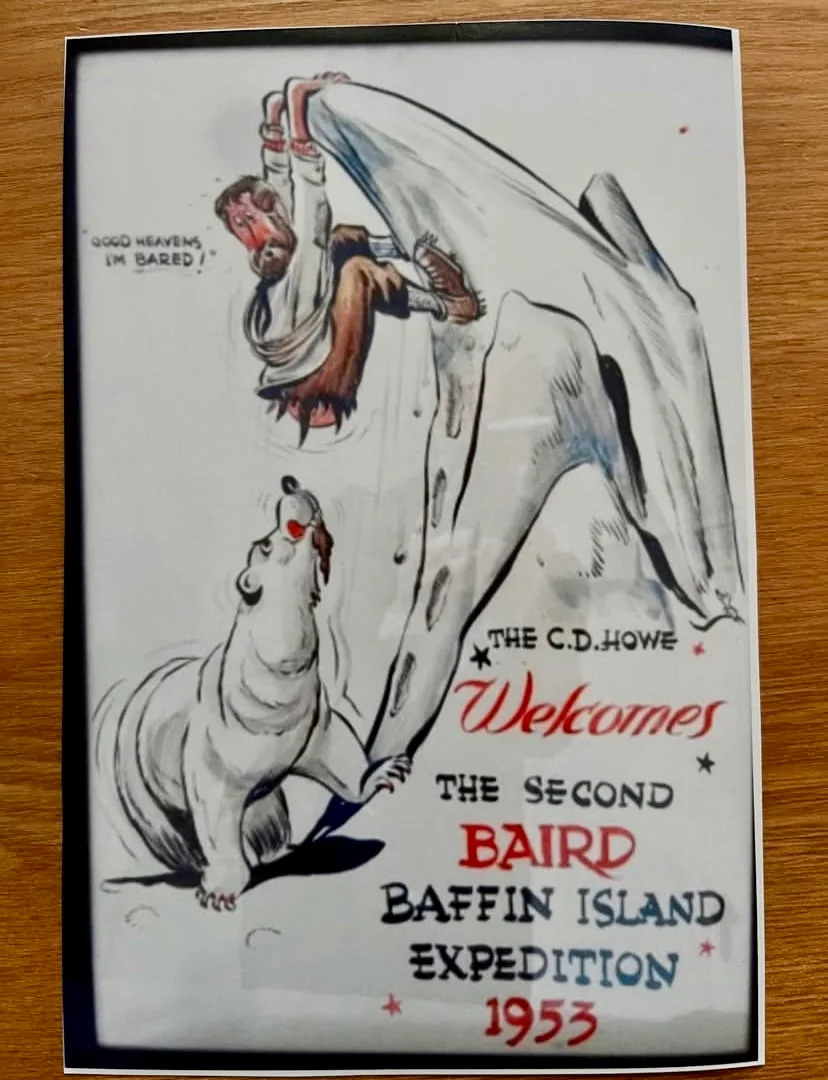 "GOOD HEAVENS
I'M BARED!"
THE C.D. HOWE
Welcomes
THE SECOND
BAIRD
BAFFIN ISLAND
EXPEDITION
1953